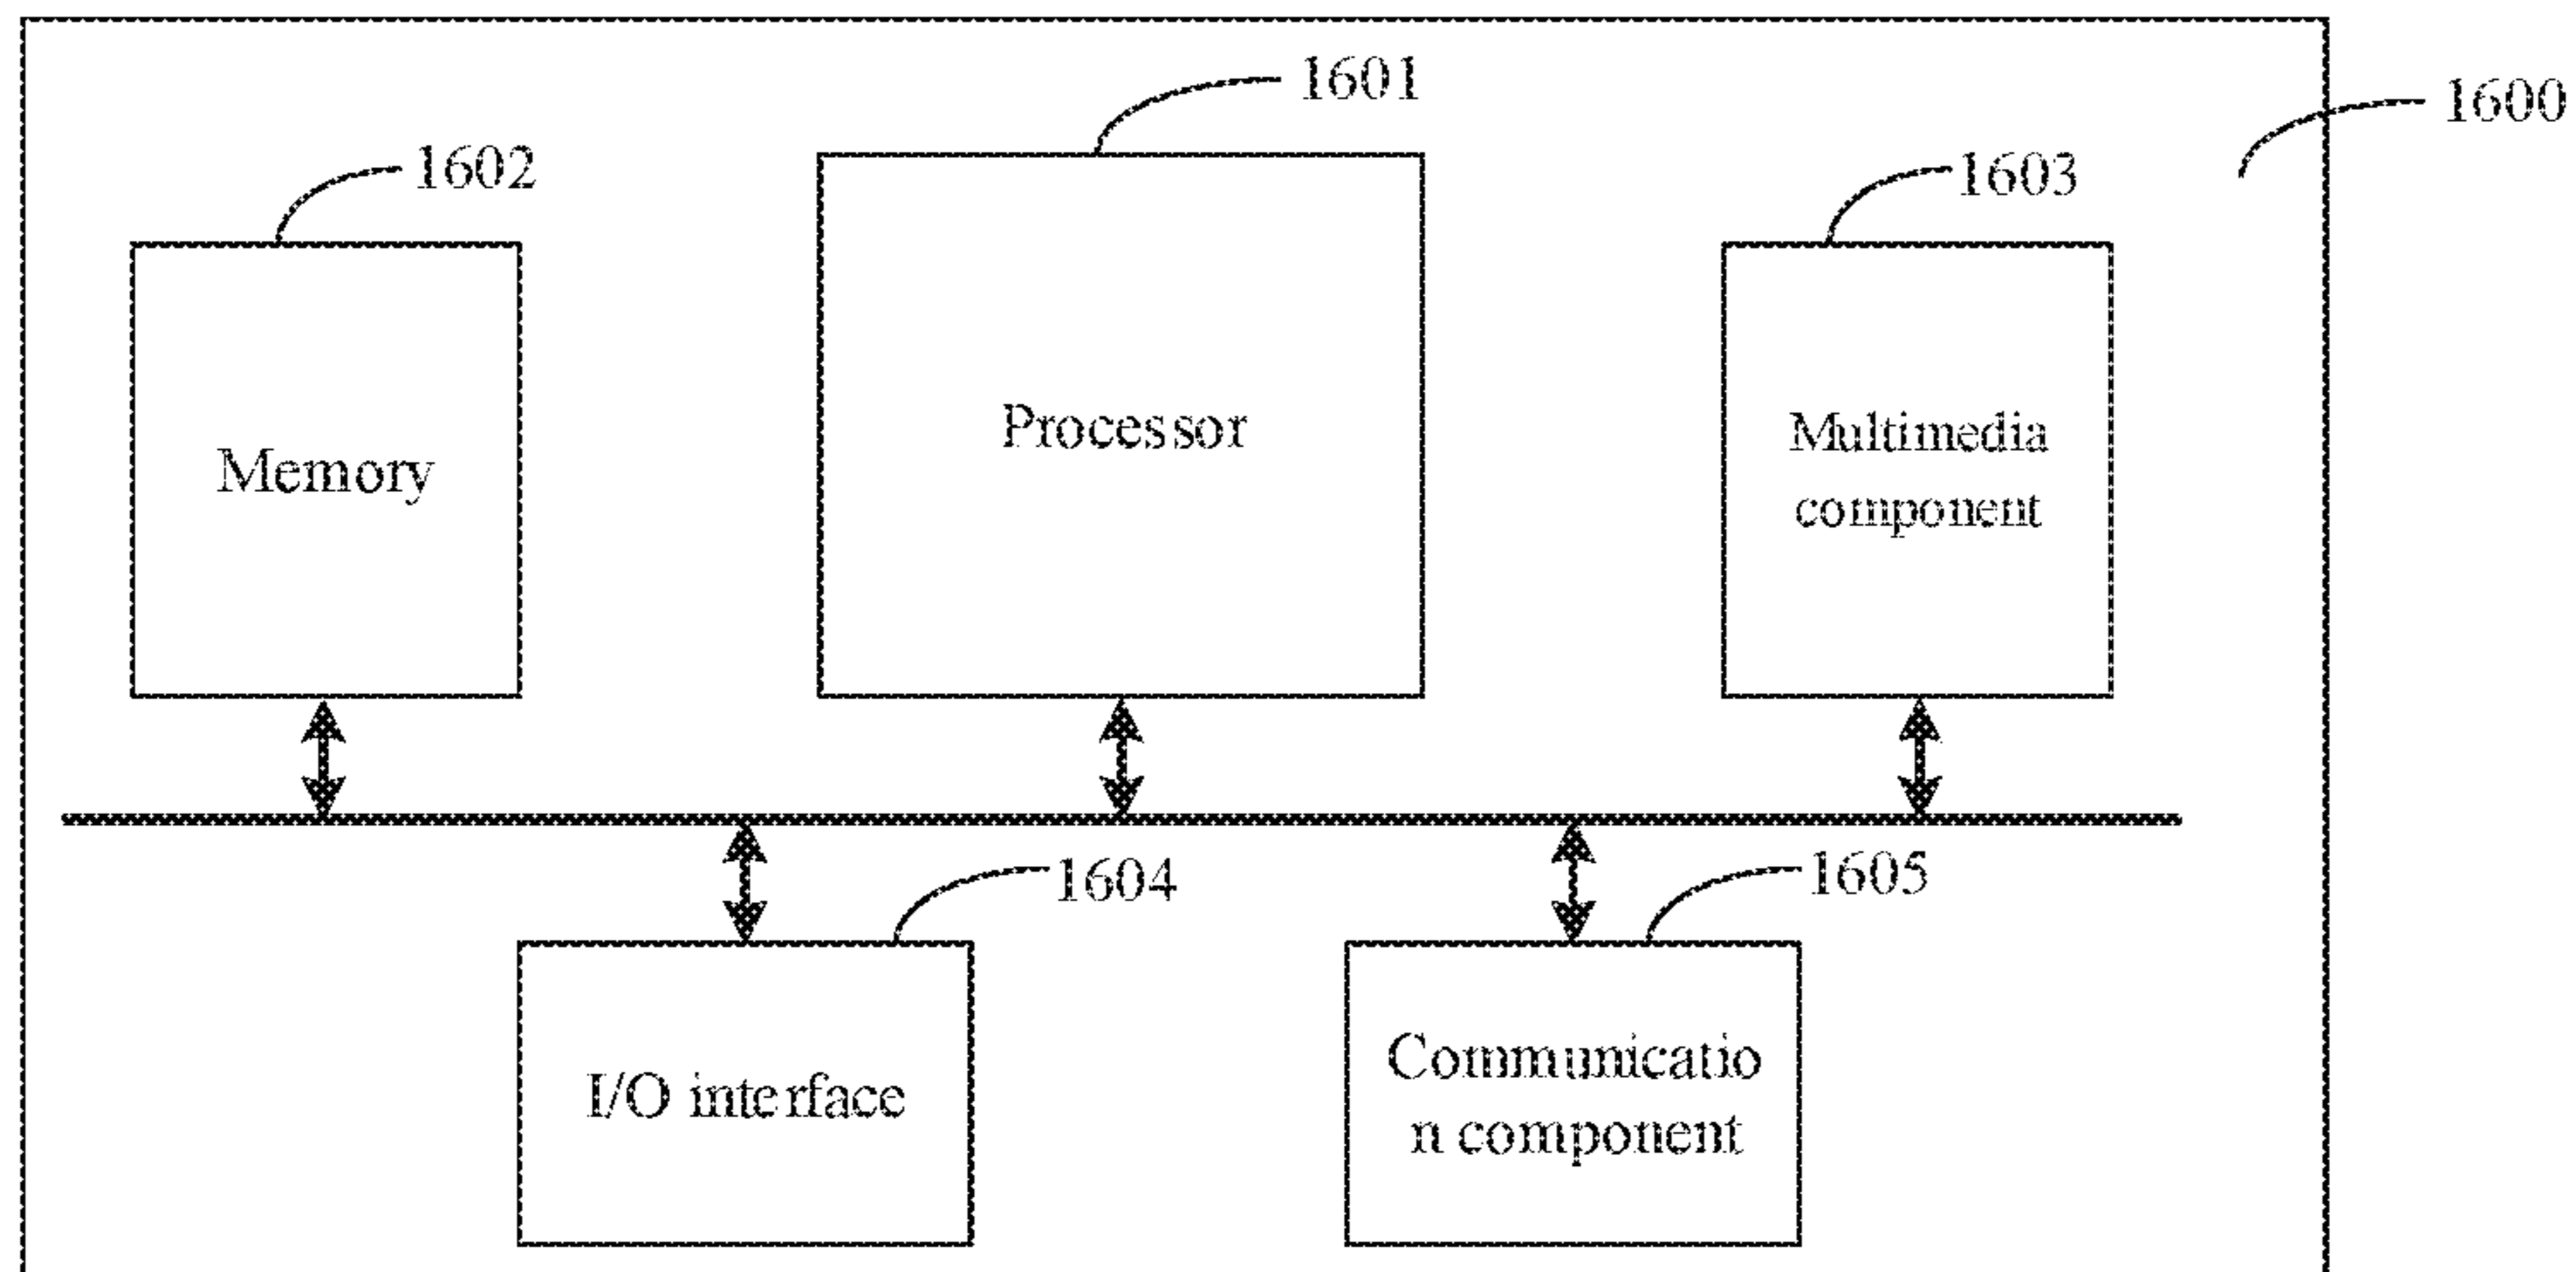 1601
1600
1602
1603
Memory
Processor
Multimedia
component
1604
1605
I/O interface
Communicatio
n component